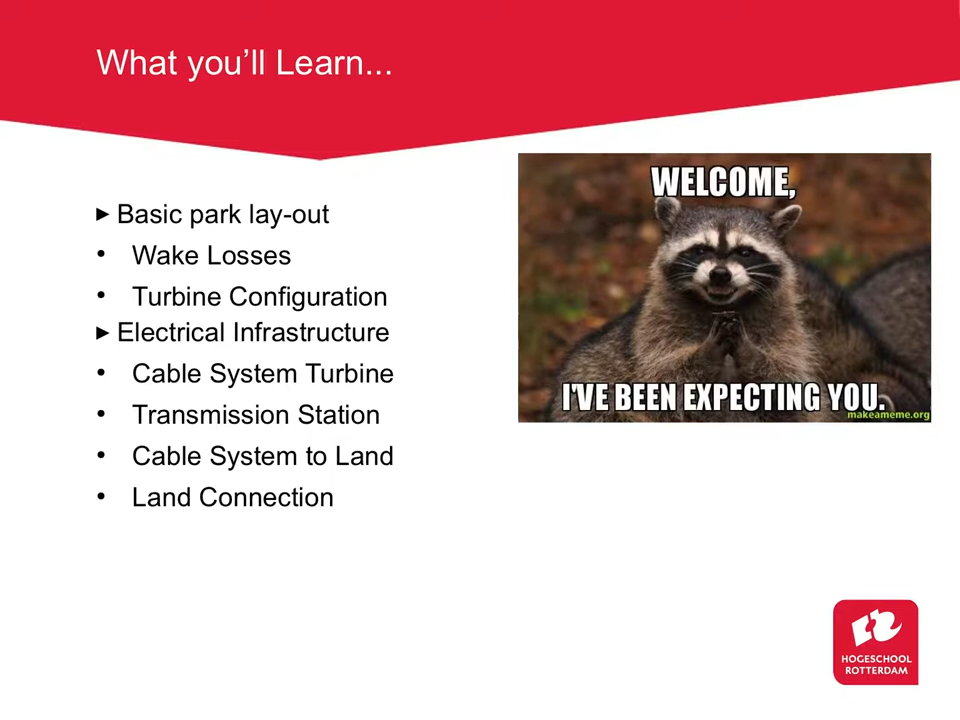 What you’ll Learn...
► Basic park lay-out
• Wake Losses
• Turbine Configuration
► Electrical Infrastructure
• Cable System Turbine
• Transmission Station
• Cable System to Land
• Land Connection
WELCOME,
I'VE BEEN EXPECTING YOU.
makeameme.org
HOGESCHOOL
ROTTERDAM